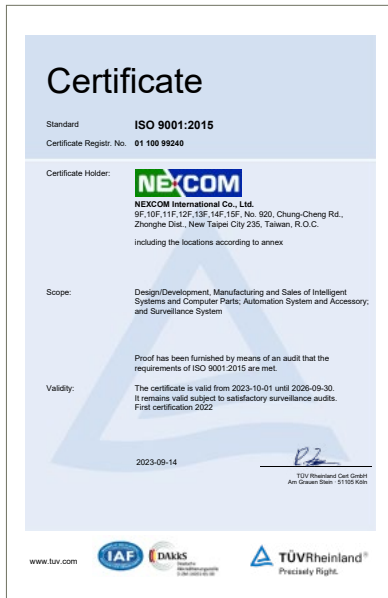 Certificate
Standard ISO 9001:2015
Certificate Registr. No. 01 100 99240
Certificate Holder:
NEXCOM
NEXCOM International Co., Ltd.
9F,10F,11F,12F,13F,14F,15F, No. 920, Chung-Cheng Rd.,
Zhonghe Dist., New Taipei City 235, Taiwan, R.O.C.
including the locations according to annex
Scope: Design/Development, Manufacturing and Sales of Intelligent
Systems and Computer Parts; Automation System and Accessory;
and Surveillance System
Proof has been furnished by means of an audit that the
requirements of ISO 9001:2015 are met.
Validity: The certificate is valid from 2023-10-01 until 2026-09-30.
It remains valid subject to satisfactory surveillance audits.
First certification 2022
2023-09-14
TÜV Rheinland Cert GmbH
Am Grauen Stein · 51105 Köln
www.tuv.com
IAF
DAkkS
Deutsche
Akkreditierungsstelle
TÜVRheinland®
Precisely Right.